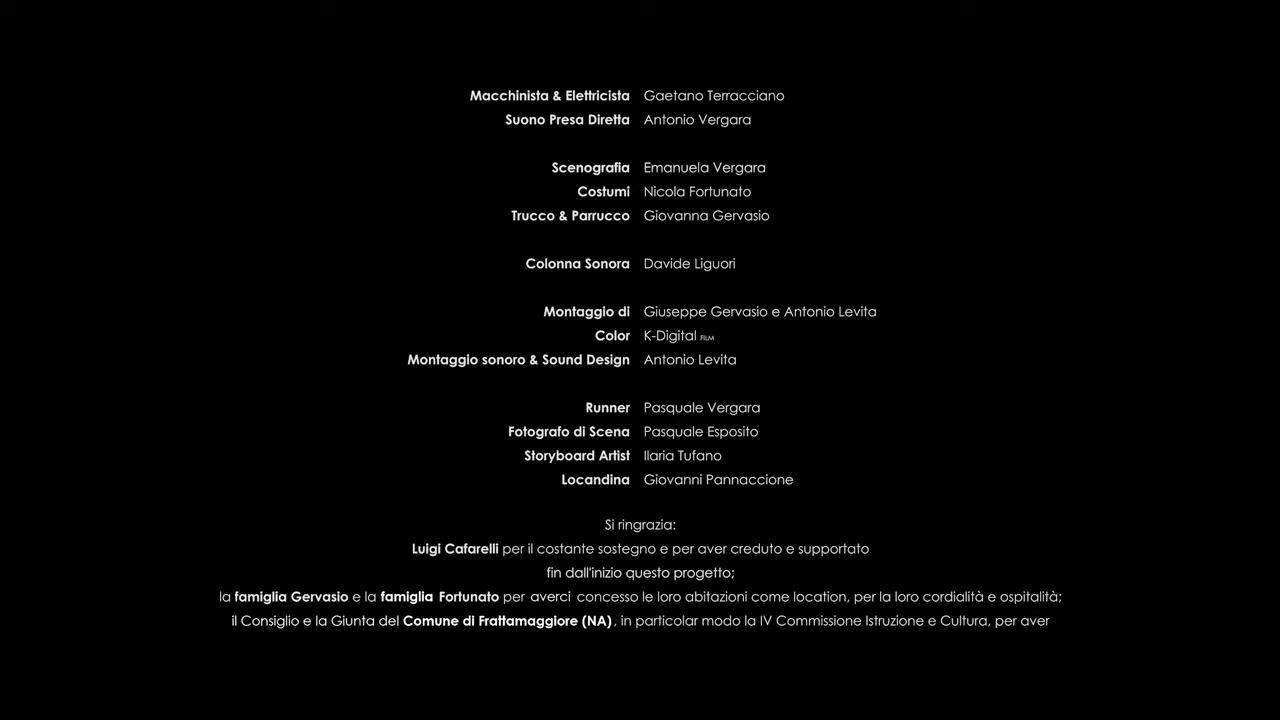 Macchinista & Elettricista Gaetano Terracciano
Suono Presa Diretta Antonio Vergara
Scenografia Emanuela Vergara
Costumi Nicola Fortunato
Trucco & Parrucco Giovanna Gervasio
Colonna Sonora Davide Liguori
Montaggio di Giuseppe Gervasio e Antonio Levita
Color K-Digital FILM
Montaggio sonoro & Sound Design Antonio Levita
Runner Pasquale Vergara
Fotografo di Scena Pasquale Esposito
Storyboard Artist Ilaria Tufano
Locandina Giovanni Pannaccione
Si ringrazia:
Luigi Cafarelli per il costante sostegno e per aver creduto e supportato
fin dall'inizio questo progetto;
la famiglia Gervasio e la famiglia Fortunato per averci concesso le loro abitazioni come location, per la loro cordialità e ospitalità;
il Consiglio e la Giunta del Comune di Frattamaggiore (NA), in particolar modo la IV Commissione Istruzione e Cultura, per aver